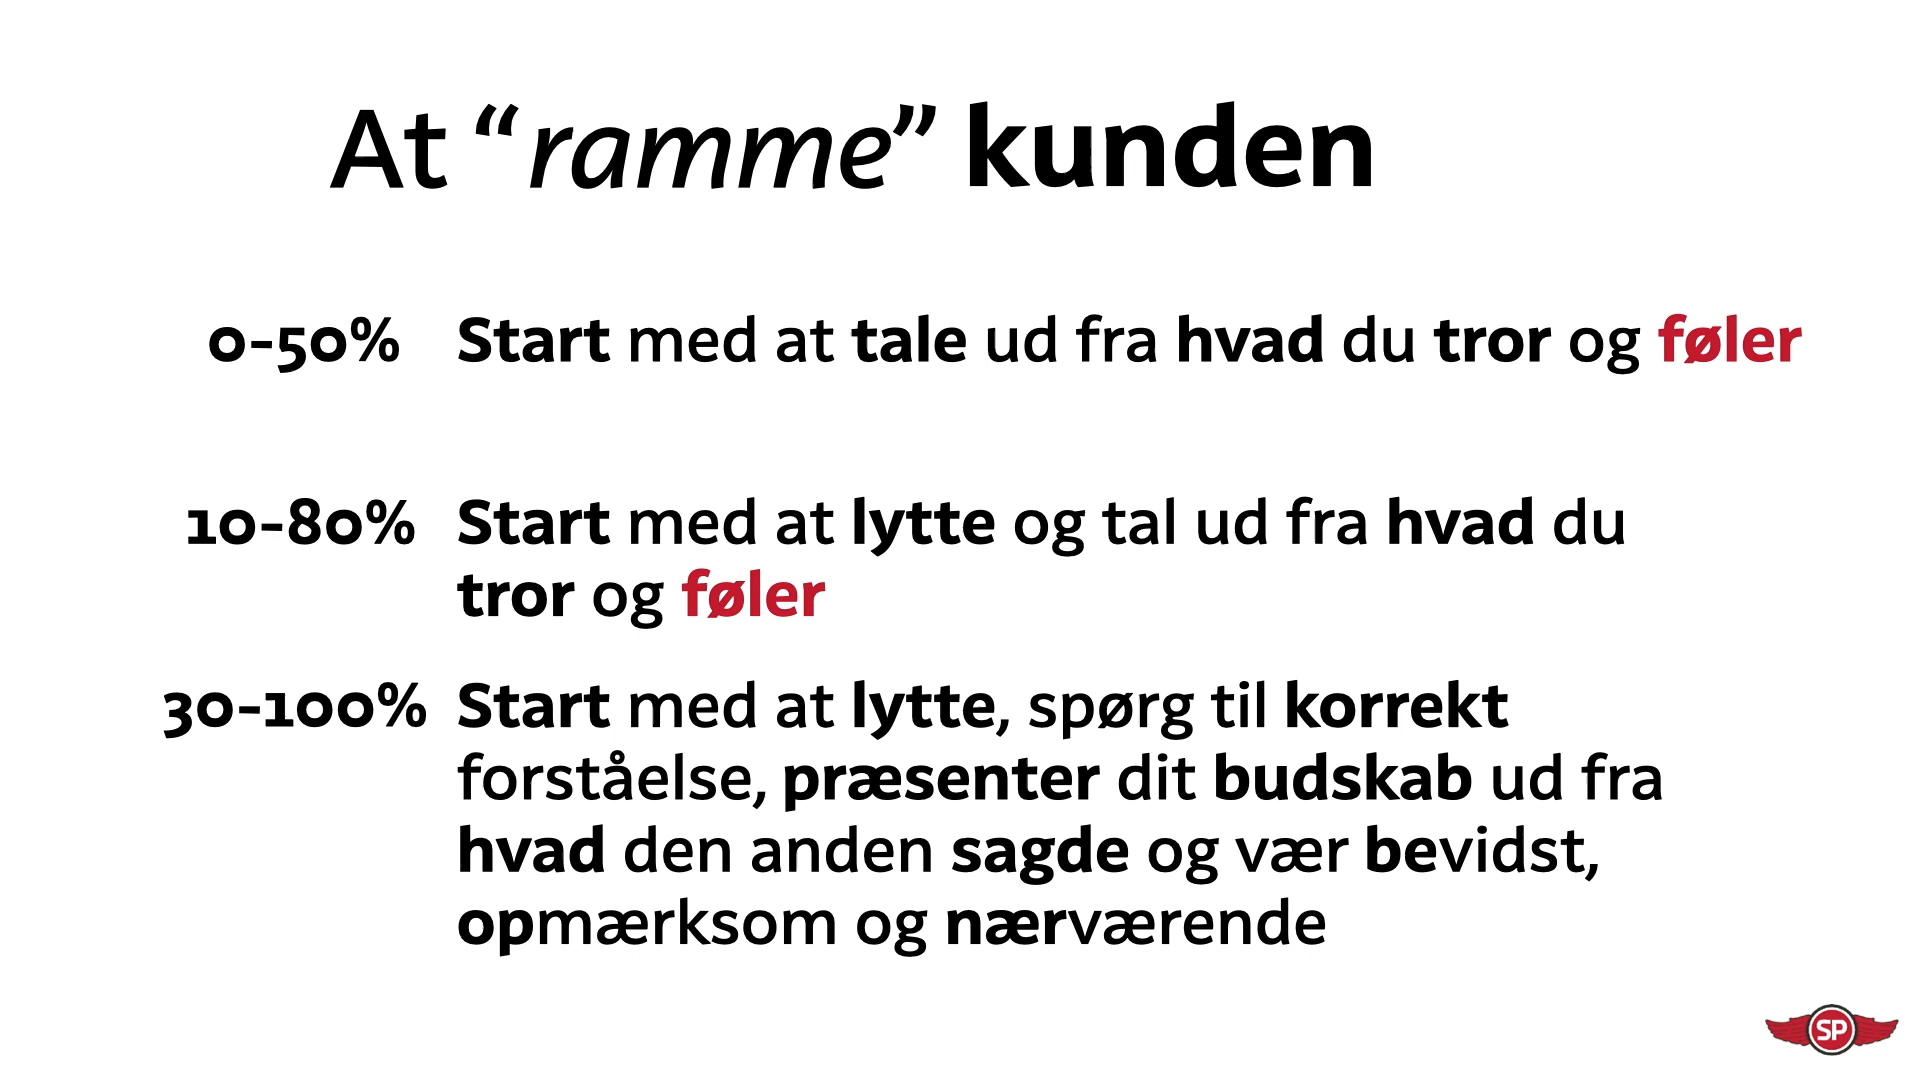 At “ramme” kunden
0-50% Start med at tale ud fra hvad du tror og føler
10-80% Start med at lytte og tal ud fra hvad du
tror og føler
30-100% Start med at lytte, spørg til korrekt
forståelse, præsenter dit budskab ud fra
hvad den anden sagde og vær bevidst,
opmærksom og nærværende
SP